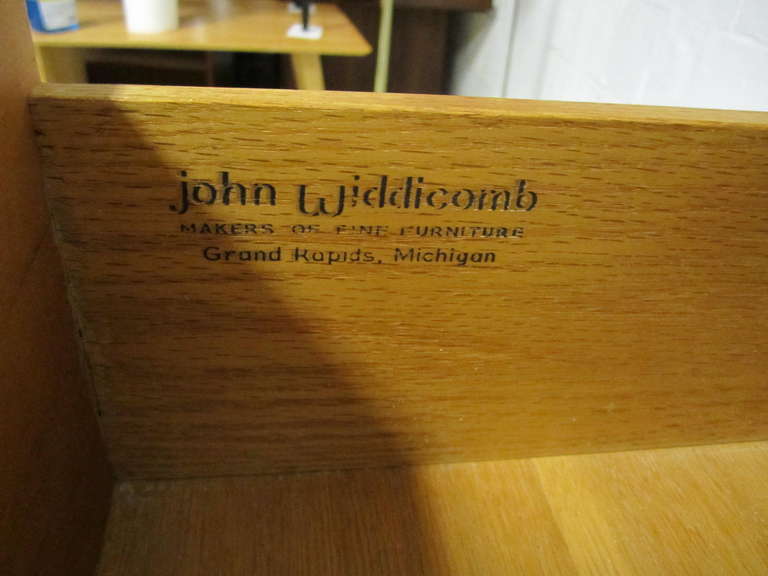 john Widdicomb
MAKERS OF FINE FURNITURE
Grand Rapids, Michigan